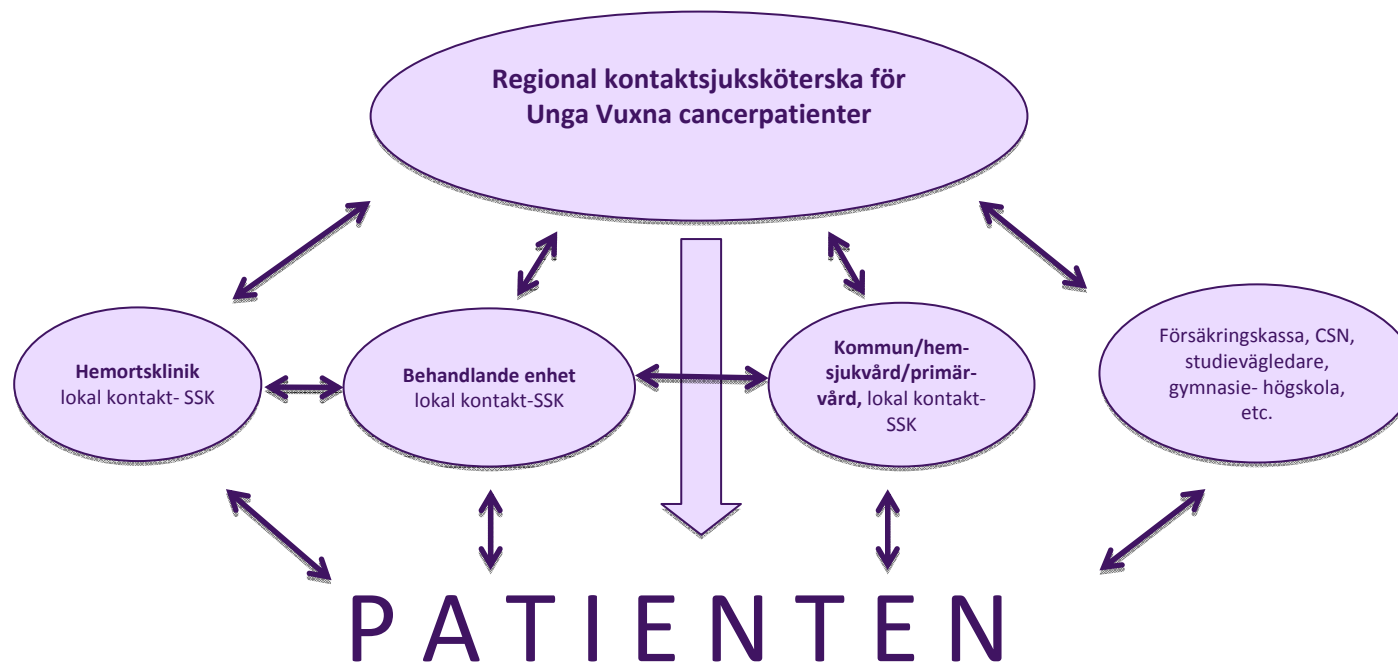 Regional kontaktsjuksköterska för
Unga Vuxna cancerpatienter
Hemortsklinik
lokal kontakt- SSK
Behandlande enhet
lokal kontakt-SSK
Kommun/hem-
sjukvård/primär-
vård, lokal kontakt-
SSK
Försäkringskassa, CSN,
studievägledare,
gymnasie- högskola,
etc.
PATIENTEN